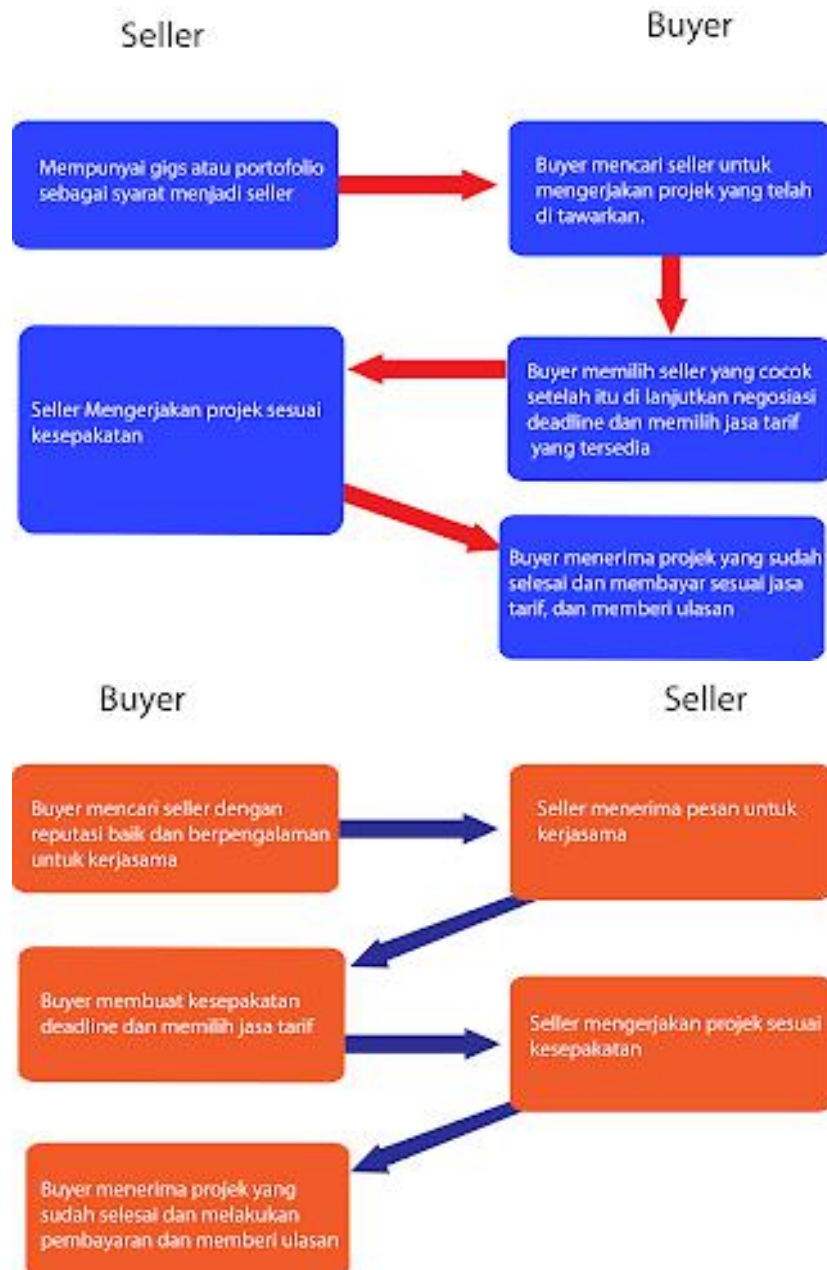 Seller
Buyer
Mempunyai gigs atau portofolio
sebagai syarat menjadi seller
Buyer mencari seller untuk
mengerjakan projek yang telah
di tawarkan.
Buyer memilih seller yang cocok
setelah itu di lanjutkan negosiasi
deadline dan memilih jasa tarif
yang tersedia
Seller Mengerjakan projek sesuai
kesepakatan
Buyer menerima projek yang sudah
selesai dan membayar sesuai jasa
tarif, dan memberi ulasan
Buyer
Seller
Buyer mencari seller dengan
reputasi baik dan berpengalaman
untuk kerjasama
Seller menerima pesan untuk
kerjasama
Buyer membuat kesepakatan
deadline dan memilih jasa tarif
Seller mengerjakan projek sesuai
kesepakatan
Buyer menerima projek yang
sudah selesai dan melakukan
pembayaran dan memberi ulasan